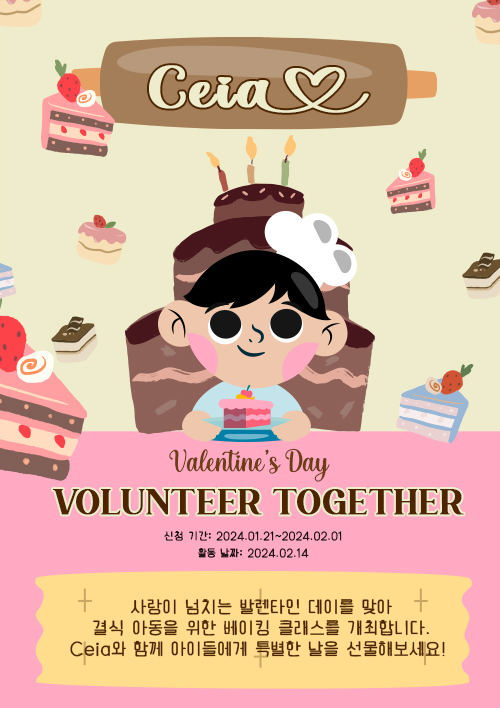 Ceia
Valentine's Day
VOLUNTEER TOGETHER
신청 기간: 2024.01.21~2024.02.01
활동 날짜: 2024.02.14
사랑이 넘치는 발렌타인 데이를 맞아
결식 아동을 위한 베이킹 클래스를 개최합니다.
Ceia와 함께 아이들에게 특별한 날을 선물해보세요!